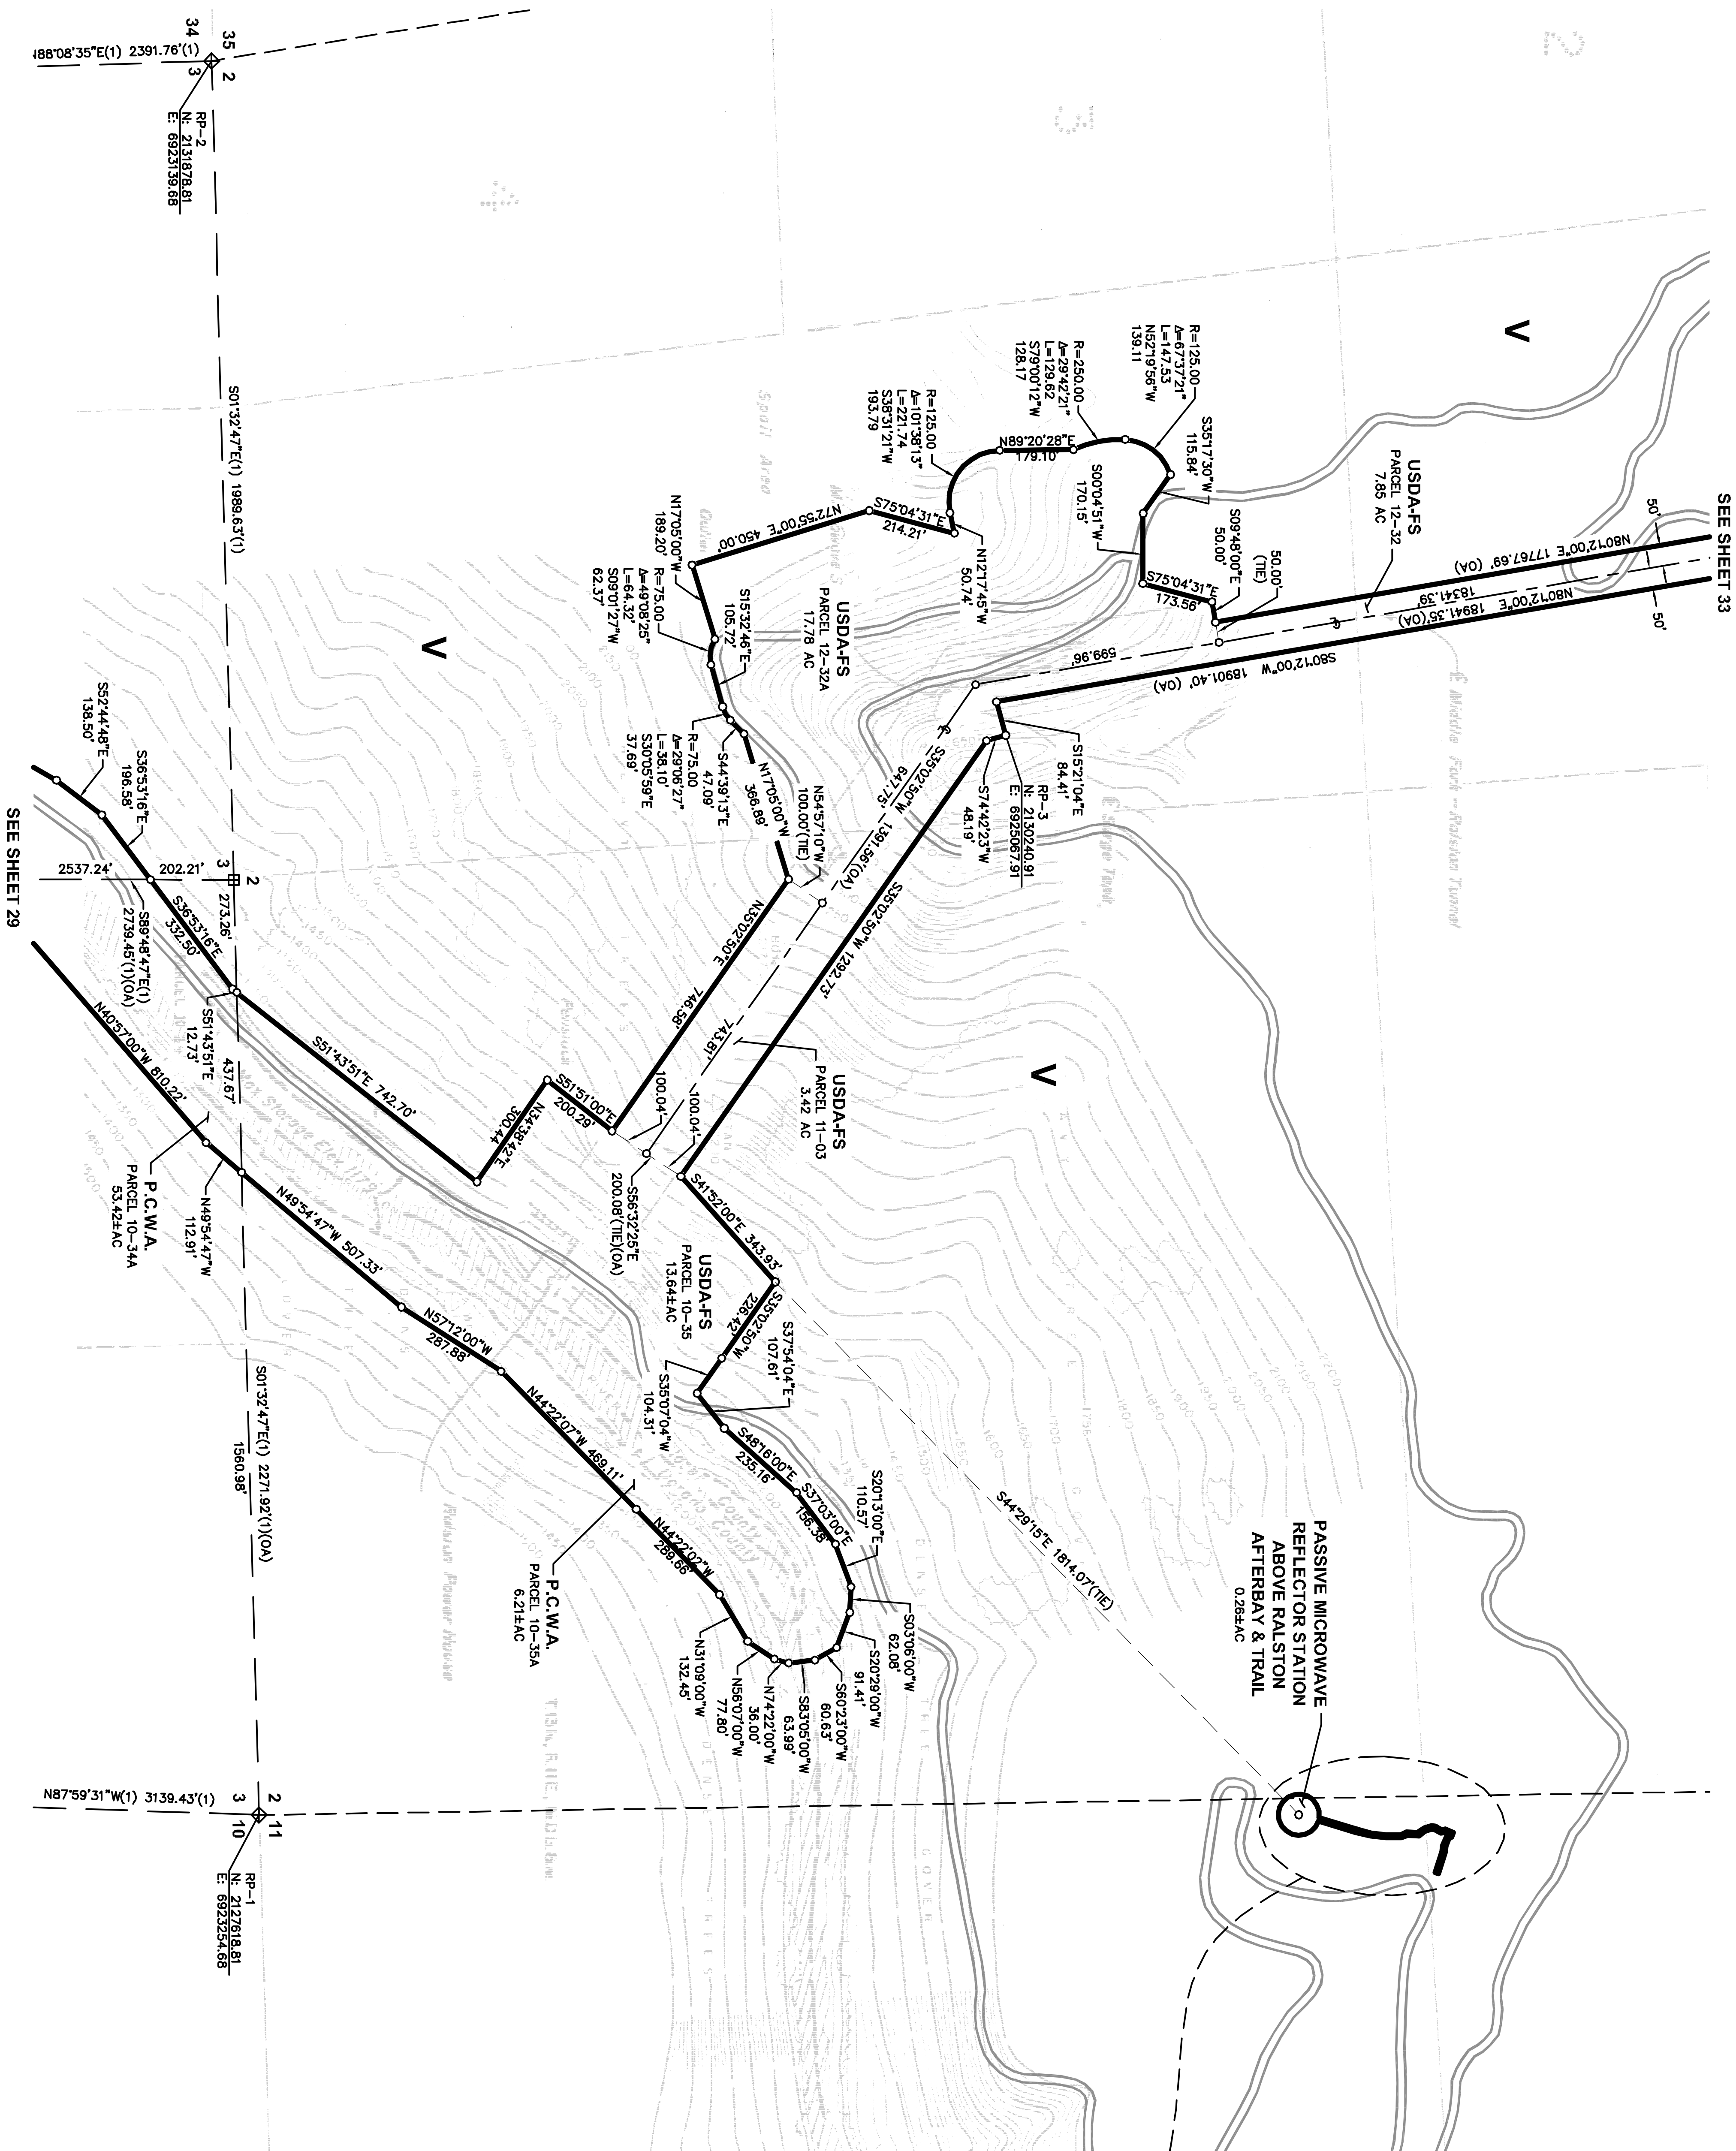 SEE SHEET 33
35
34
2
3
N88°08'35"E(1) 2391.76'(1)
RP-2
N: 2131878.81
E: 6923139.68
S01°32'47"E(1) 1989.63'(1)
2
3
4
V
V
V
R=125.00
Δ=67°37'21"
L=147.53
N52°19'56"W
139.11
R=250.00
Δ=29°42'21"
L=129.62
S79°00'12"W
128.17
R=125.00
Δ=101°38'13"
L=221.74
S38°31'21"W
193.79
N89°20'28"E
179.10'
S35°17'30"W
115.84'
S00°04'51"W
170.15'
S75°04'31"E
173.56'
S09°48'00"E
50.00'
50.00'
(TIE)
USDA-FS
PARCEL 12-32
7.85 AC
50'
50'
N80°12'00"E 17767.69' (OA)
18341.39'
N80°12'00"E 18941.35'(OA)
S80°12'00"W 18901.40' (OA)
599.96'
S75°04'31"E
214.21'
N12°17'45"W
50.74'
N72°55'00"E 450.00'
N17°05'00"W
189.20'
R=75.00
Δ=49°08'25"
L=64.32'
S09°01'27"W
62.37'
S15°32'46"E
105.72'
USDA-FS
PARCEL 12-32A
17.78 AC
R=75.00
Δ=29°06'27"
L=38.10'
S30°05'59"E
37.69'
S44°39'13"E
47.09'
N17°05'00"W
366.89'
N54°57'10"W
100.00'(TIE)
S15°21'04"E
84.41'
RP-3
N: 2130240.91
E: 6925067.91
S74°42'23"W
48.19'
S35°02'50"W 1391.56'(OA)
647.75'
S35°02'50"W 1292.73'
743.81'
N35°02'50"E 746.58'
USDA-FS
PARCEL 11-03
3.42 AC
100.04'
100.04'
S56°32'25"E
200.08'(TIE)(OA)
S51°51'00"E
200.29'
N34°38'42"E
300.44
S51°43'51"E 742.70'
S51°43'51"E
12.73'
S36°53'16"E
332.50'
S36°53'16"E
196.58'
S52°44'48"E
138.50'
2537.24'
202.21'
S89°48'47"E(1)
2739.45'(1)(OA)
3
2
273.26'
437.67'
SEE SHEET 29
N40°57'00"W 810.22'
P.C.W.A.
PARCEL 10-34A
53.42±AC
N49°54'47"W
112.91'
N49°54'47"W 507.33'
N57°12'00"W
287.88'
N44°22'07"W 469.11'
N44°22'02"W
289.66'
P.C.W.A.
PARCEL 10-35A
6.21±AC
S01°32'47"E(1) 2271.92'(1)(OA)
1560.98'
S41°52'00"E 343.93'
S35°02'50"W
226.42'
USDA-FS
PARCEL 10-35
13.64±AC
S35°07'04"W
104.31'
S37°54'04"E
107.61'
S48°16'00"E
235.16'
S37°03'00"E
156.38'
S20°13'00"E
110.57'
S03°06'00"W
62.08'
S20°29'00"W
91.41'
S60°23'00"W
60.63'
S83°05'00"W
63.99'
N74°22'00"W
36.00'
N56°07'00"W
77.80'
N31°09'00"W
132.45'
S44°29'15"E 1814.07'(TIE)
PASSIVE MICROWAVE
REFLECTOR STATION
ABOVE RALSTON
AFTERBAY & TRAIL
0.26±AC
N87°59'31"W(1) 3139.43'(1)
2
11
3
10
RP-1
N: 2127618.81
E: 6923254.68
Spoil Area
Middle Fork - Ralston Tunnel
Surge Tank
Ralston Power House